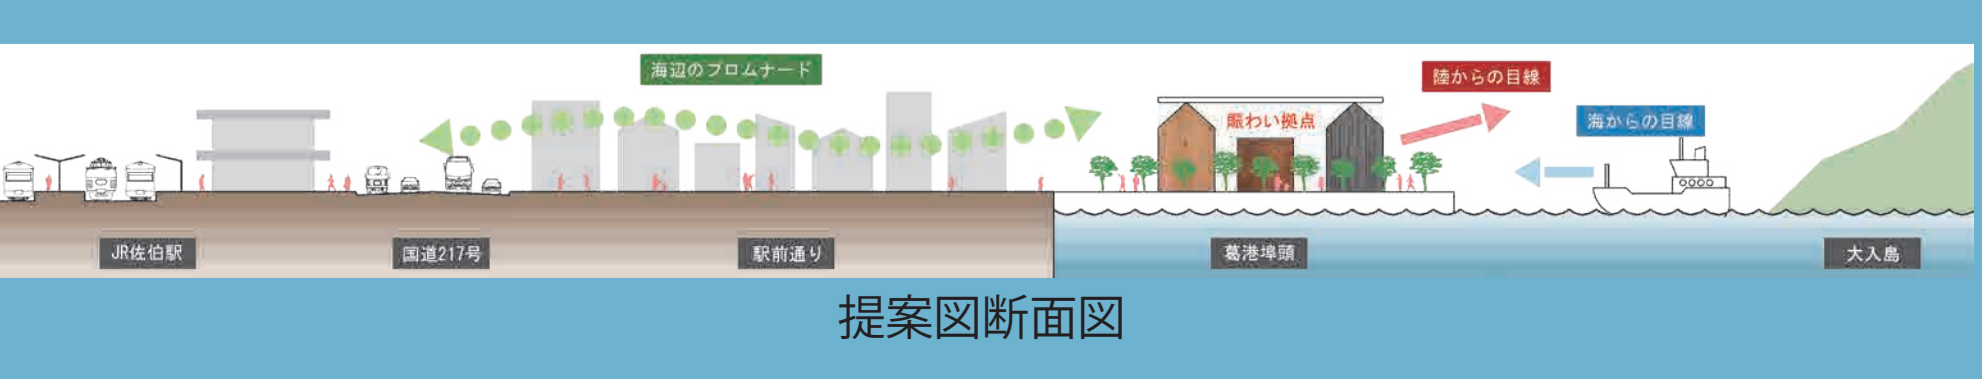 海辺のプロムナード
陸からの目線
海からの目線
賑わい拠点
JR佐伯駅
国道217号
駅前通り
葛港埠頭
大入島
提案図断面図